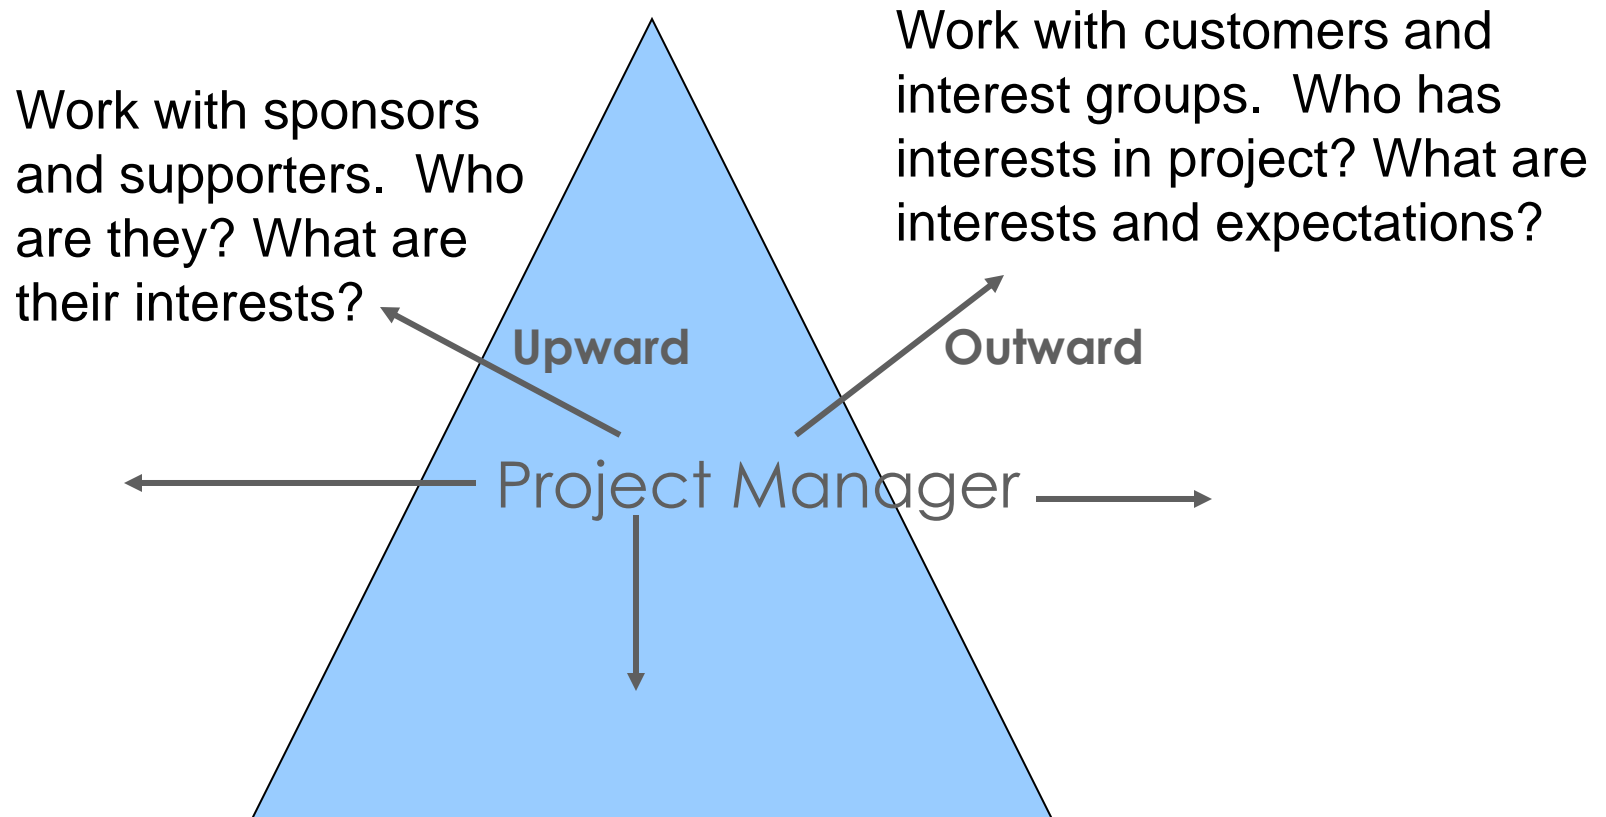 Work with sponsors
and supporters.  Who
are they? What are
their interests?
Work with customers and
interest groups.  Who has
interests in project? What are
interests and expectations?
Upward
Outward
Project Manager